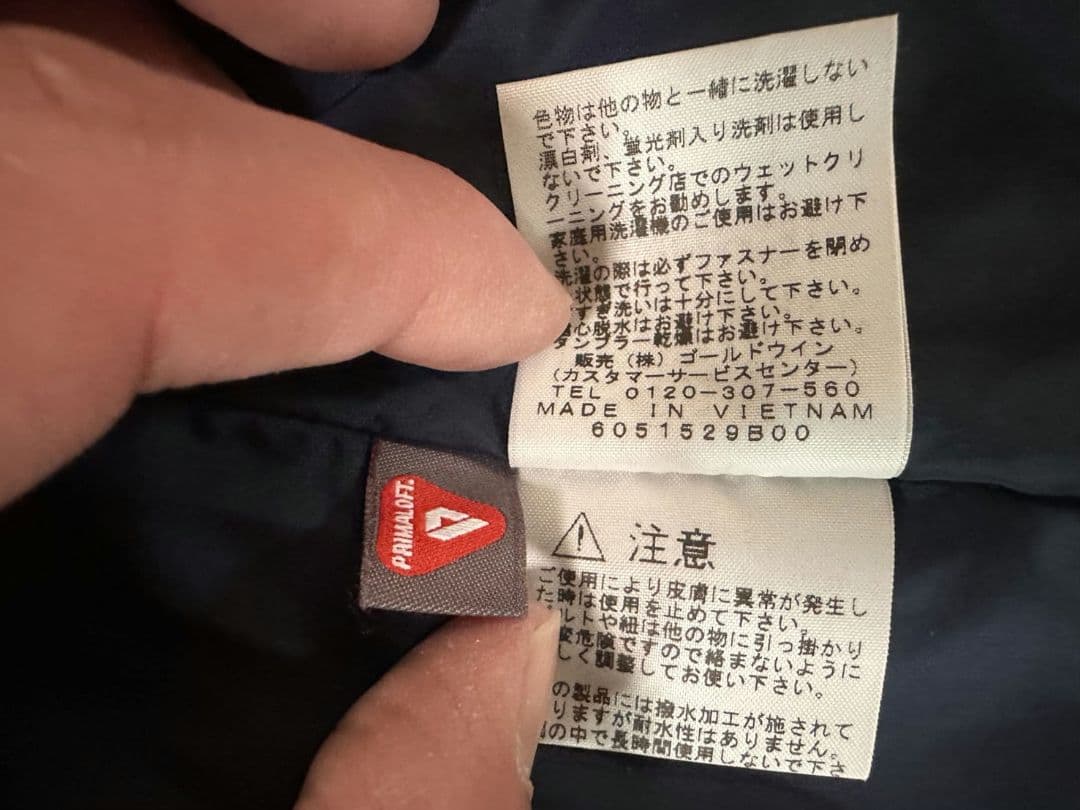 色物は他の物と一緒に洗濯しない
で下さい。
漂白剤、蛍光剤入り洗剤は使用し
ないで下さい。
クリーニング店でのウェットクリ
ーニングをお勧めします。
家庭用洗濯機のご使用はお避け下
さい。
洗濯の際は必ずファスナーを閉め
状態で行って下さい。
すすぎ洗いは十分にして下さい。
心脱水はお避け下さい。
タンブラー乾燥はお避け下さい。
販売(株)ゴールドウイン
(カスタマーサービスセンター)
TEL 0120-307-560
MADE IN VIETNAM
6051529B00
PRIMALOFT
注意
ご使用により皮膚に異常が発生し
た時は使用を止めて下さい。
ルトや紐は他の物に引っ掛かり
変危険ですので絡まないように
しく調整してお使い下さい。
の製品には撥水加工が施されて
りますが耐水性はありません。
の中で長時間使用しないで下さ